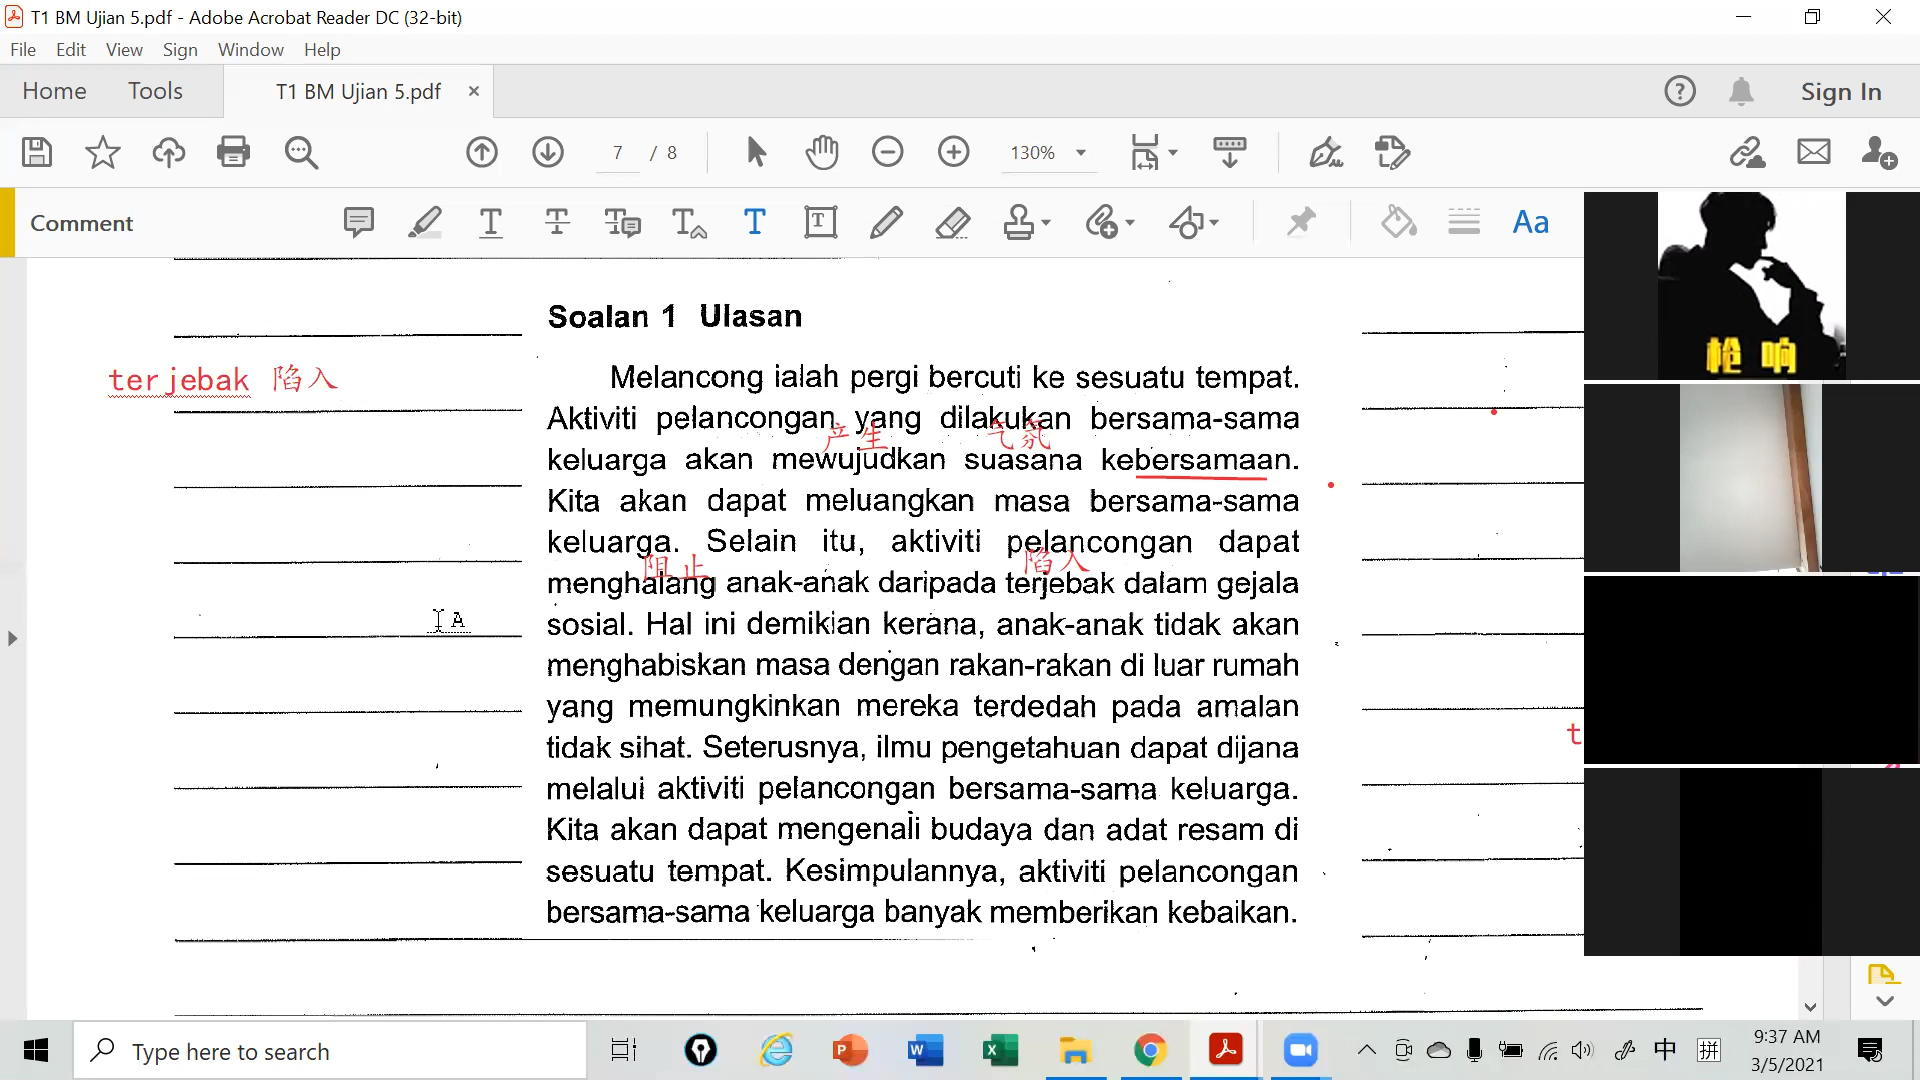 T1 BM Ujian 5.pdf - Adobe Acrobat Reader DC (32-bit)
File Edit View Sign Window Help
Home Tools T1 BM Ujian 5.pdf × Sign In
7 / 8 130%
Comment
Aa
Soalan 1 Ulasan
terjebak 陷入
Melancong ialah pergi bercuti ke sesuatu tempat.
Aktiviti pelancongan yang dilakukan bersama-sama
产生 气氛
keluarga akan mewujudkan suasana kebersamaan.
Kita akan dapat meluangkan masa bersama-sama
keluarga. Selain itu, aktiviti pelancongan dapat
阻止 陷入
menghalang anak-anak daripada terjebak dalam gejala
sosial. Hal ini demikian kerana, anak-anak tidak akan
menghabiskan masa dengan rakan-rakan di luar rumah
yang memungkinkan mereka terdedah pada amalan
tidak sihat. Seterusnya, ilmu pengetahuan dapat dijana
melalui aktiviti pelancongan bersama-sama keluarga.
Kita akan dapat mengenali budaya dan adat resam di
sesuatu tempat. Kesimpulannya, aktiviti pelancongan
bersama-sama keluarga banyak memberikan kebaikan.
t
枪 响
Type here to search
中 拼
9:37 AM
3/5/2021